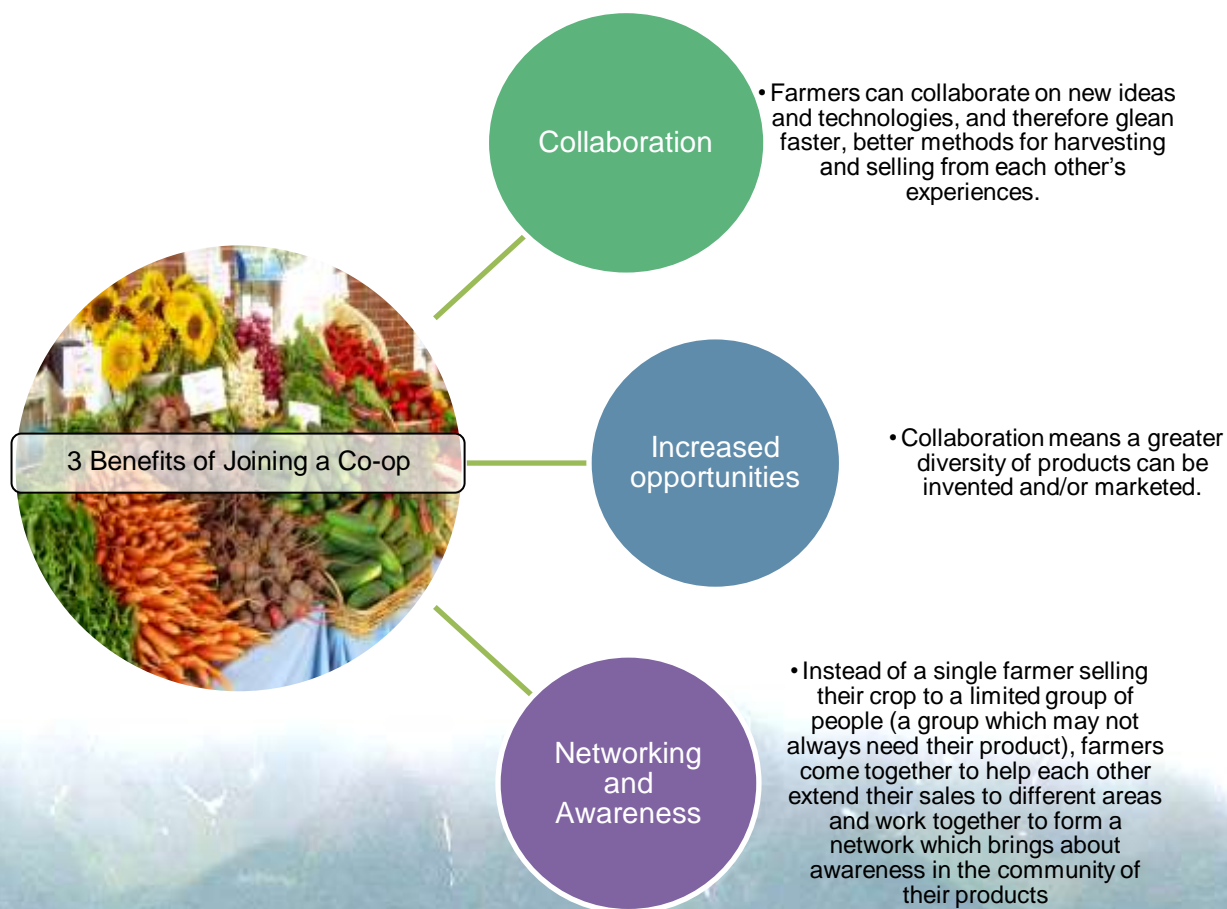 3 Benefits of Joining a Co-op
Collaboration
• Farmers can collaborate on new ideas
and technologies, and therefore glean
faster, better methods for harvesting
and selling from each other’s
experiences.
Increased
opportunities
• Collaboration means a greater
diversity of products can be
invented and/or marketed.
Networking
and
Awareness
• Instead of a single farmer selling
their crop to a limited group of
people (a group which may not
always need their product), farmers
come together to help each other
extend their sales to different areas
and work together to form a
network which brings about
awareness in the community of
their products